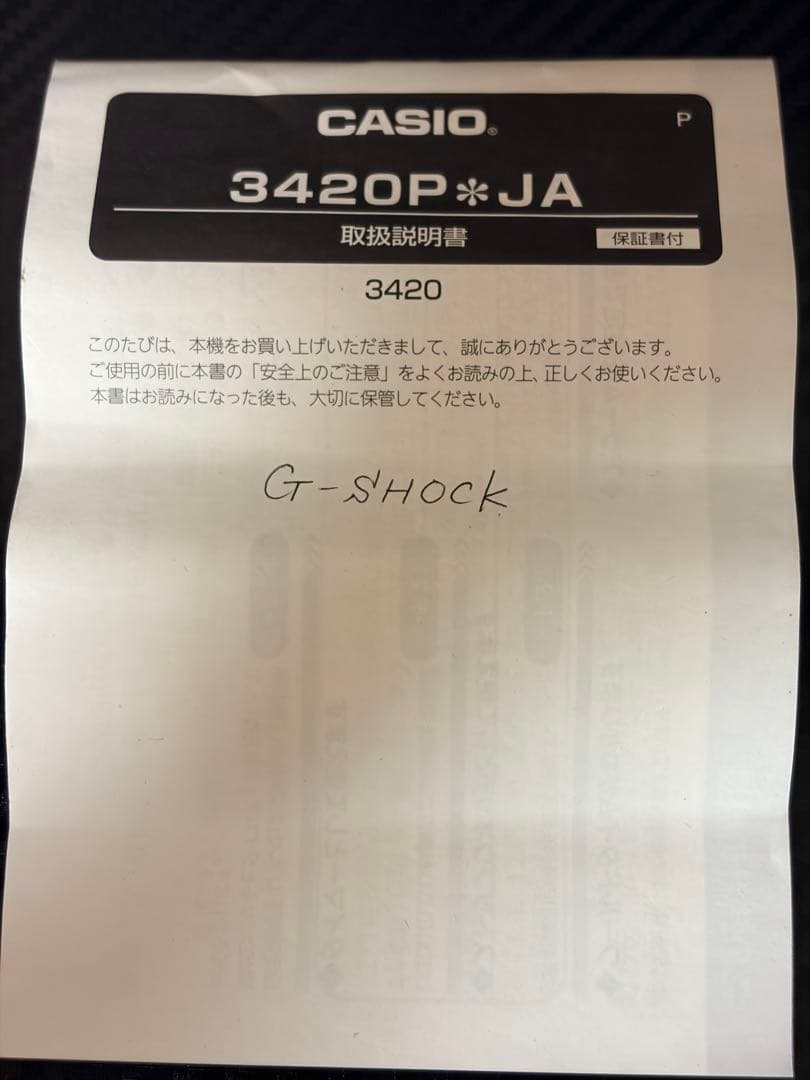 CASIO®
P
3420P＊JA
取扱説明書
保証書付
3420
このたびは、本機をお買い上げいただきまして、誠にありがとうございます。
ご使用の前に本書の「安全上のご注意」をよくお読みの上、正しくお使いください。
本書はお読みになった後も、大切に保管してください。
G-SHOCK